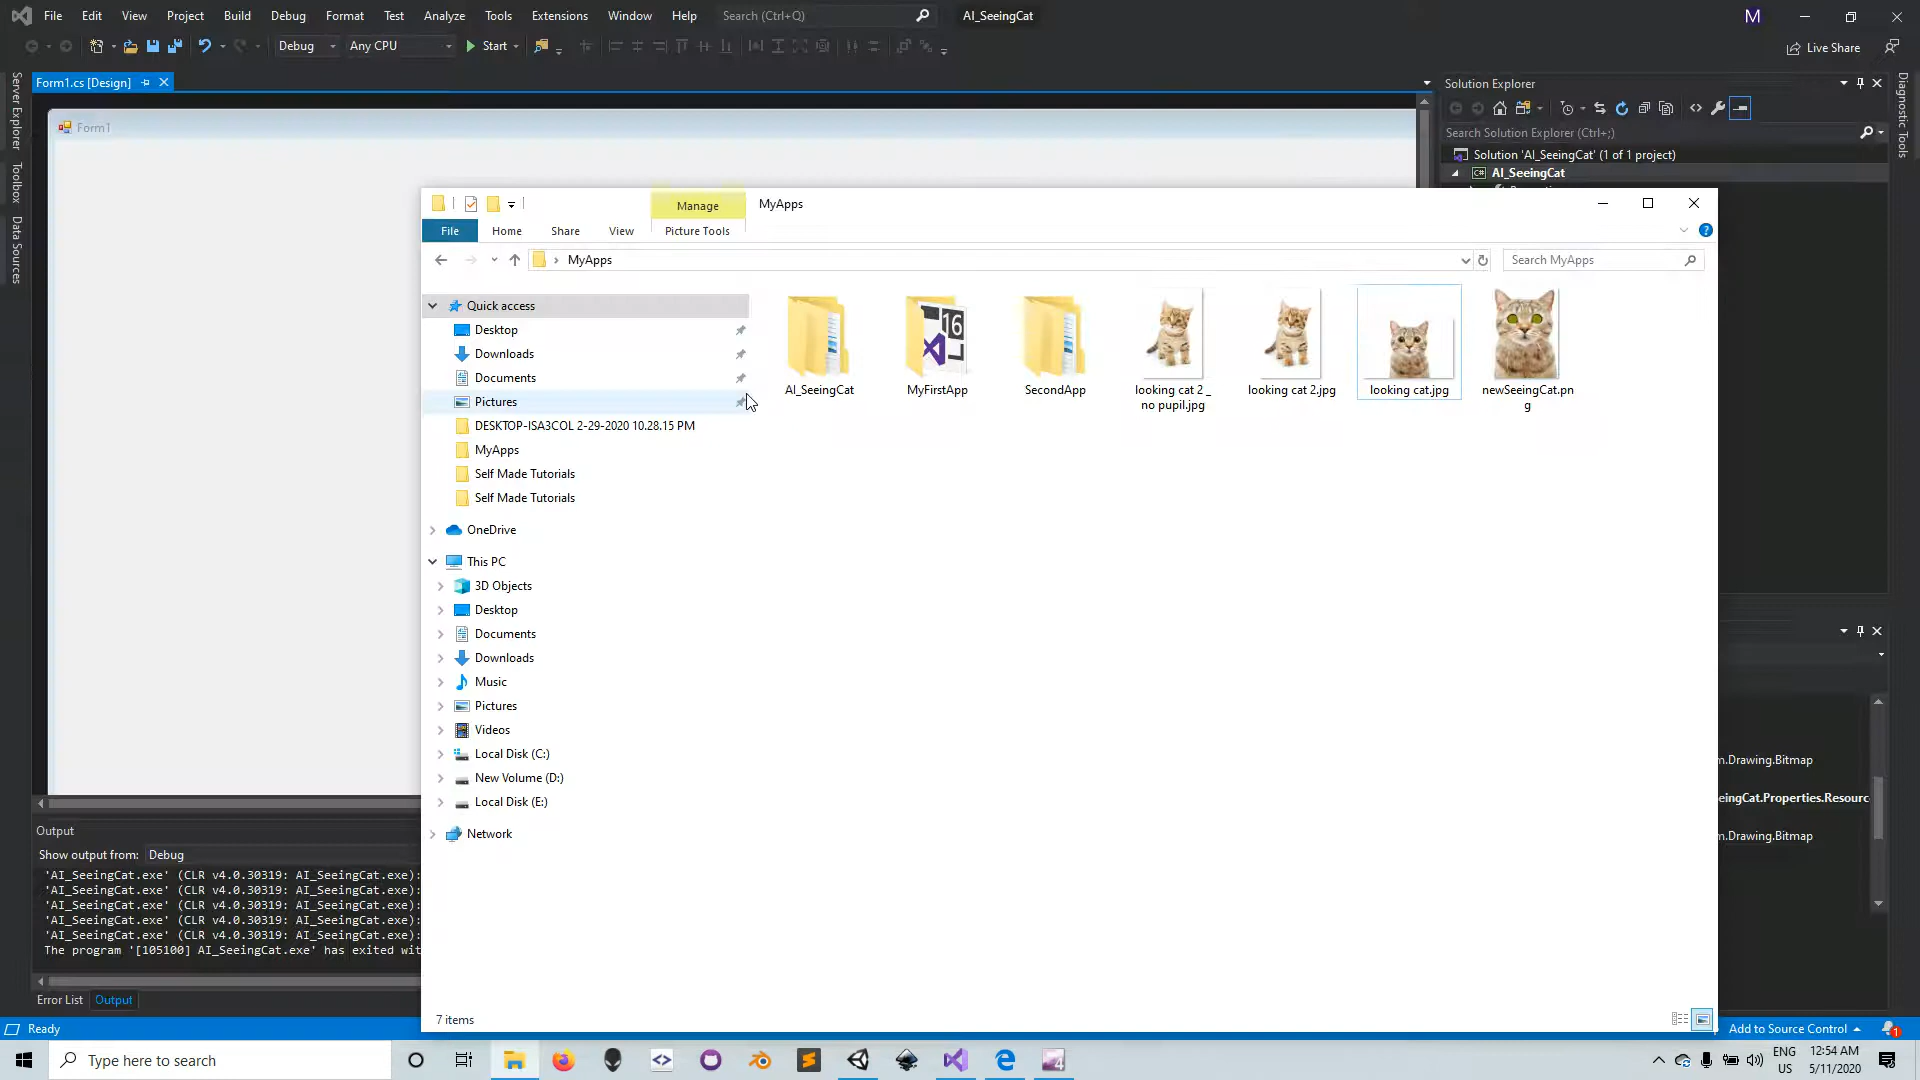 File Edit View Project Build Debug Format Test Analyze Tools Extensions Window Help Search (Ctrl+Q) AI_SeeingCat M
Debug Any CPU Start Live Share
Server Explorer
Toolbox
Data Sources
Form1.cs [Design]
Form1
Solution Explorer
Search Solution Explorer (Ctrl+;)
Solution 'AI_SeeingCat' (1 of 1 project)
AI_SeeingCat
Diagnostic Tools
Manage MyApps
File Home Share View Picture Tools
MyApps Search MyApps
Quick access
Desktop
Downloads
Documents
Pictures
DESKTOP-ISA3COL 2-29-2020 10.28.15 PM
MyApps
Self Made Tutorials
Self Made Tutorials
OneDrive
This PC
3D Objects
Desktop
Documents
Downloads
Music
Pictures
Videos
Local Disk (C:)
New Volume (D:)
Local Disk (E:)
Network
16
AI_SeeingCat
MyFirstApp
SecondApp
looking cat 2 _
no pupil.jpg
looking cat 2.jpg
looking cat.jpg
newSeeingCat.pn
g
7 items
m.Drawing.Bitmap
eingCat.Properties.Resourc
m.Drawing.Bitmap
Output
Show output from: Debug
'AI_SeeingCat.exe' (CLR v4.0.30319: AI_SeeingCat.exe):
'AI_SeeingCat.exe' (CLR v4.0.30319: AI_SeeingCat.exe):
'AI_SeeingCat.exe' (CLR v4.0.30319: AI_SeeingCat.exe):
'AI_SeeingCat.exe' (CLR v4.0.30319: AI_SeeingCat.exe):
'AI_SeeingCat.exe' (CLR v4.0.30319: AI_SeeingCat.exe):
The program '[105100] AI_SeeingCat.exe' has exited wit
Error List Output
Ready Add to Source Control 1
Type here to search
ENG
US
12:54 AM
5/11/2020